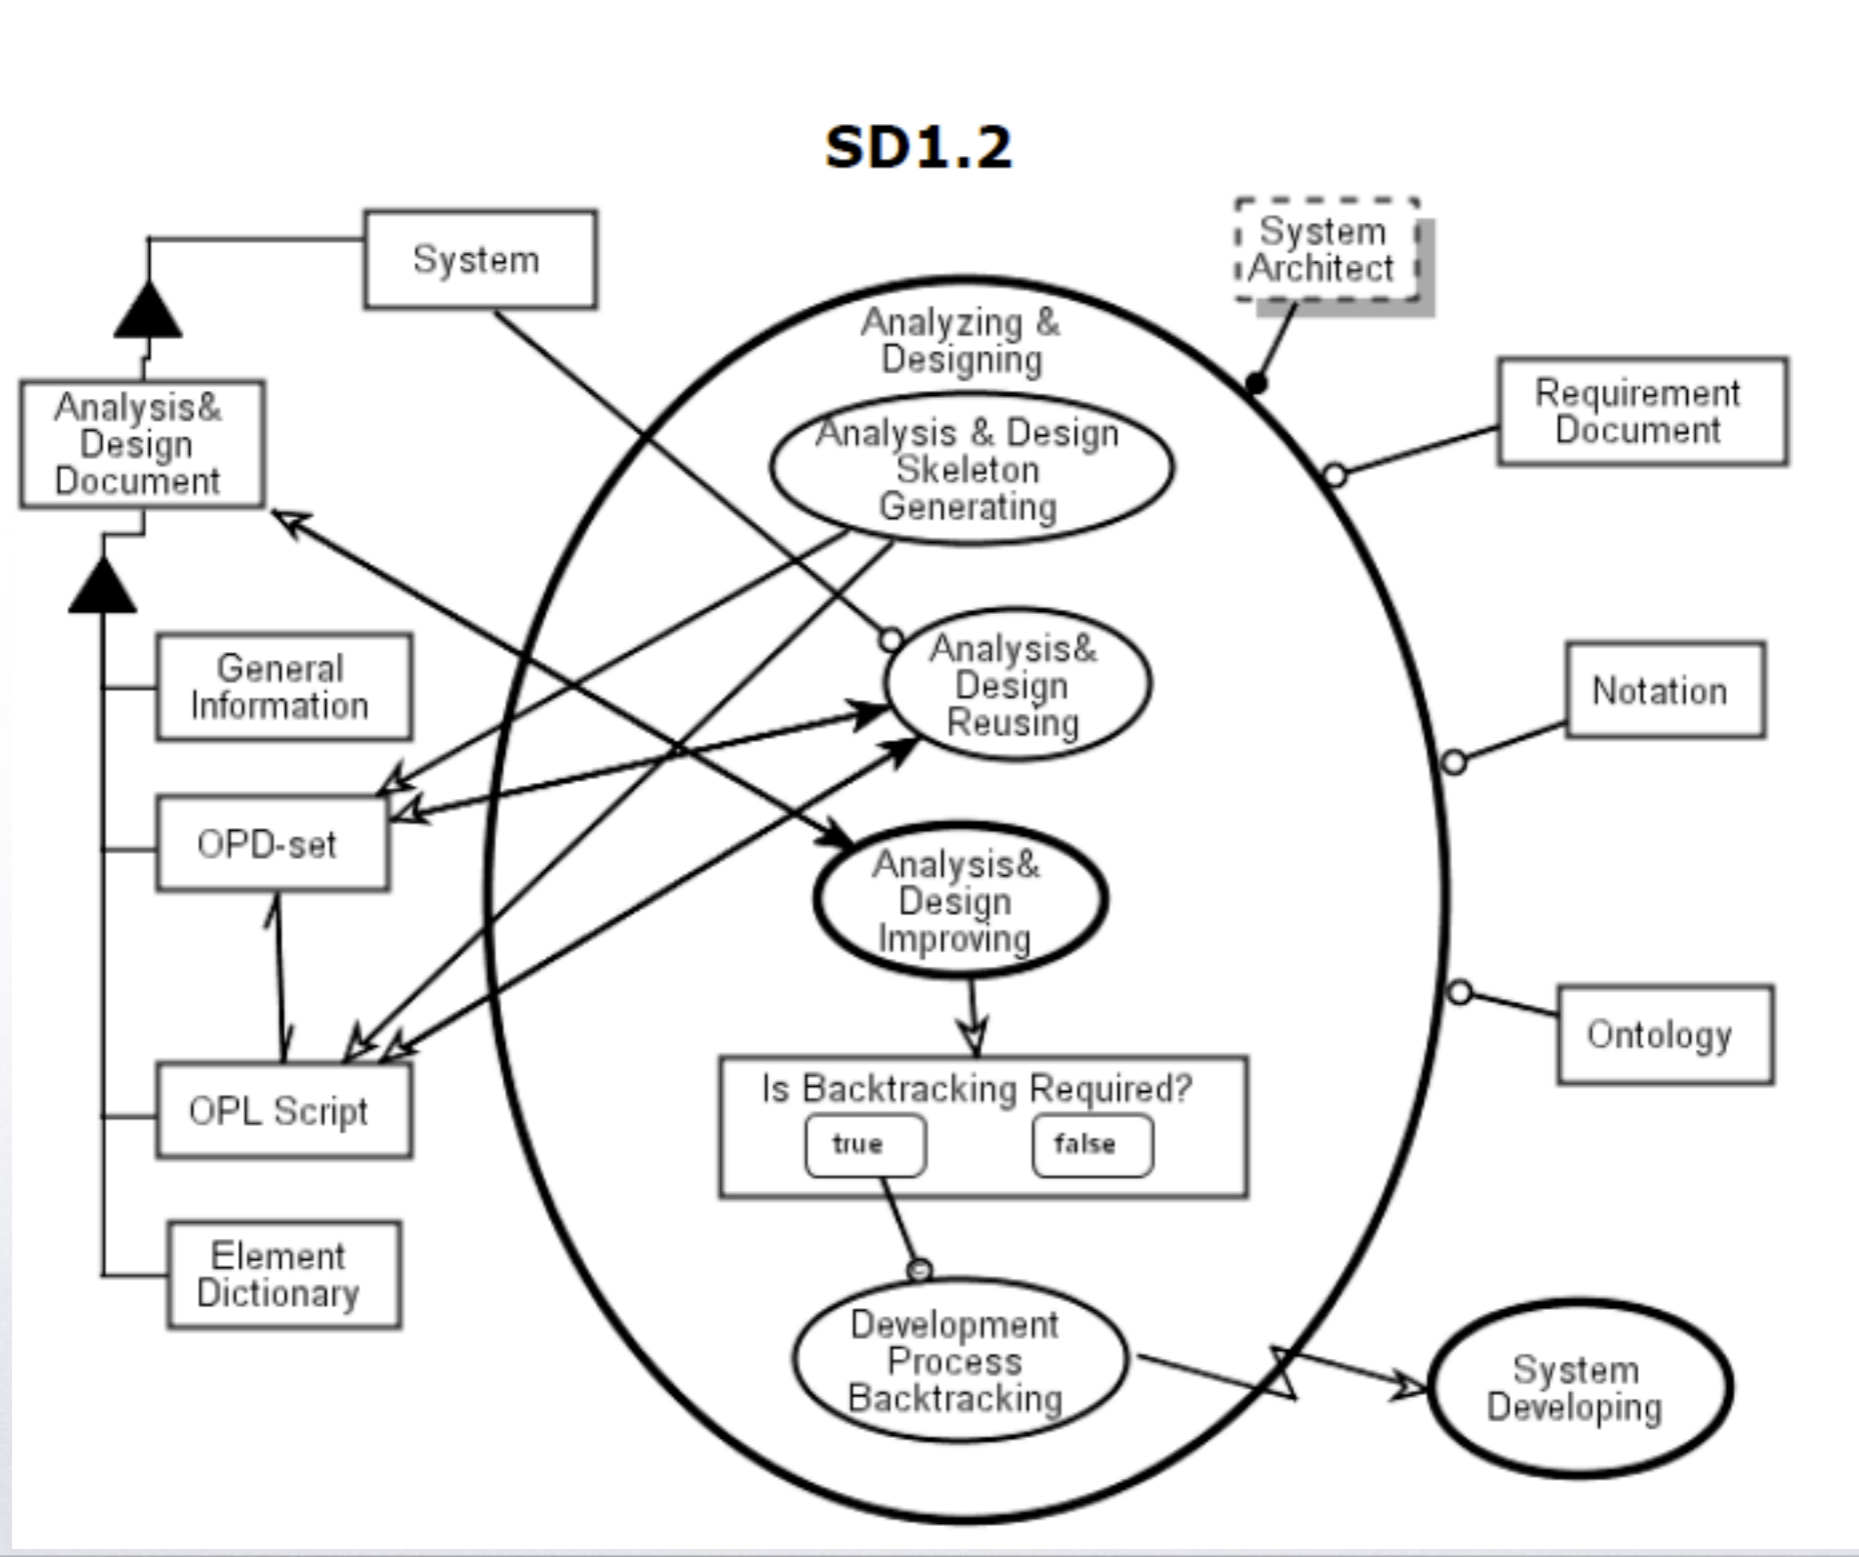 SD1.2
System
System
Architect
Analyzing &
Designing
Requirement
Document
Analysis&
Design
Document
Analysis & Design
Skeleton
Generating
General
Information
Analysis&
Design
Reusing
Notation
OPD-set
Analysis&
Design
Improving
Ontology
OPL Script
Is Backtracking Required?
true
false
Element
Dictionary
Development
Process
Backtracking
System
Developing